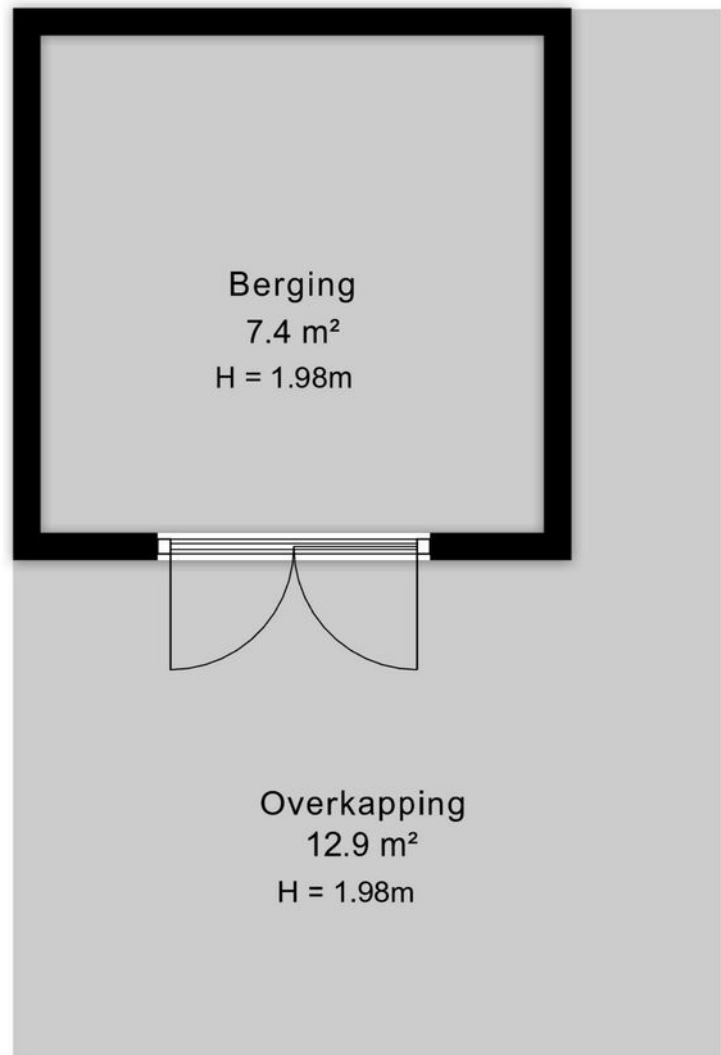 Berging
7.4 m²
H = 1.98m
Overkapping
12.9 m²
H = 1.98m